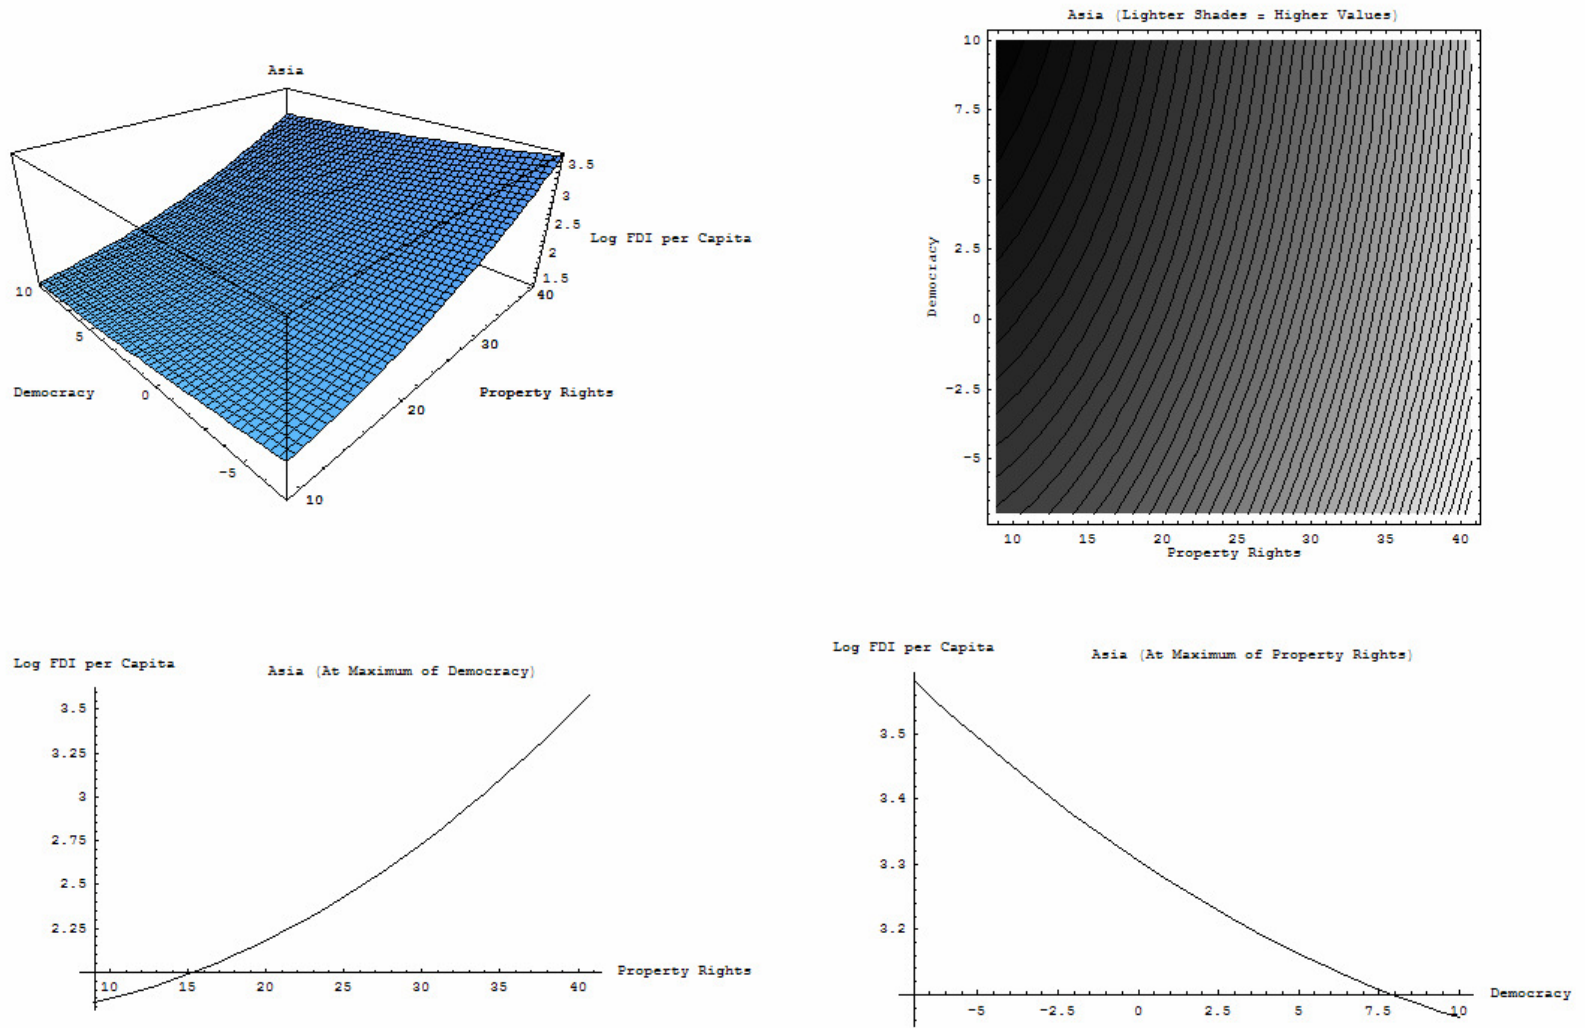 Asia
3.5
3
2.5
Log FDI per Capita
2
1.5
40
30
Property Rights
20
10
10
5
Democracy
0
-5
Asia (Lighter Shades = Higher Values)
10
7.5
5
2.5
Democracy
0
-2.5
-5
10 15 20 25 30 35 40
Property Rights
Log FDI per Capita
Asia (At Maximum of Democracy)
3.5
3.25
3
2.75
2.5
2.25
Property Rights
10 15 20 25 30 35 40
Log FDI per Capita
Asia (At Maximum of Property Rights)
3.5
3.4
3.3
3.2
Democracy
-5 -2.5 0 2.5 5 7.5 10